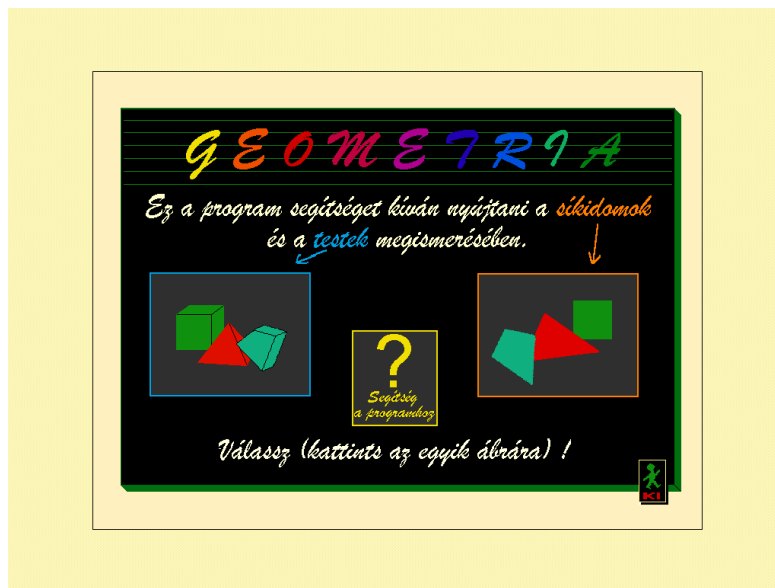 GEOMETRIA
Ez a program segítséget kíván nyújtani a síkidomok
és a testek megismerésében.
?
Segítség
a programhoz
Válassz (kattints az egyik ábrára) !
KI